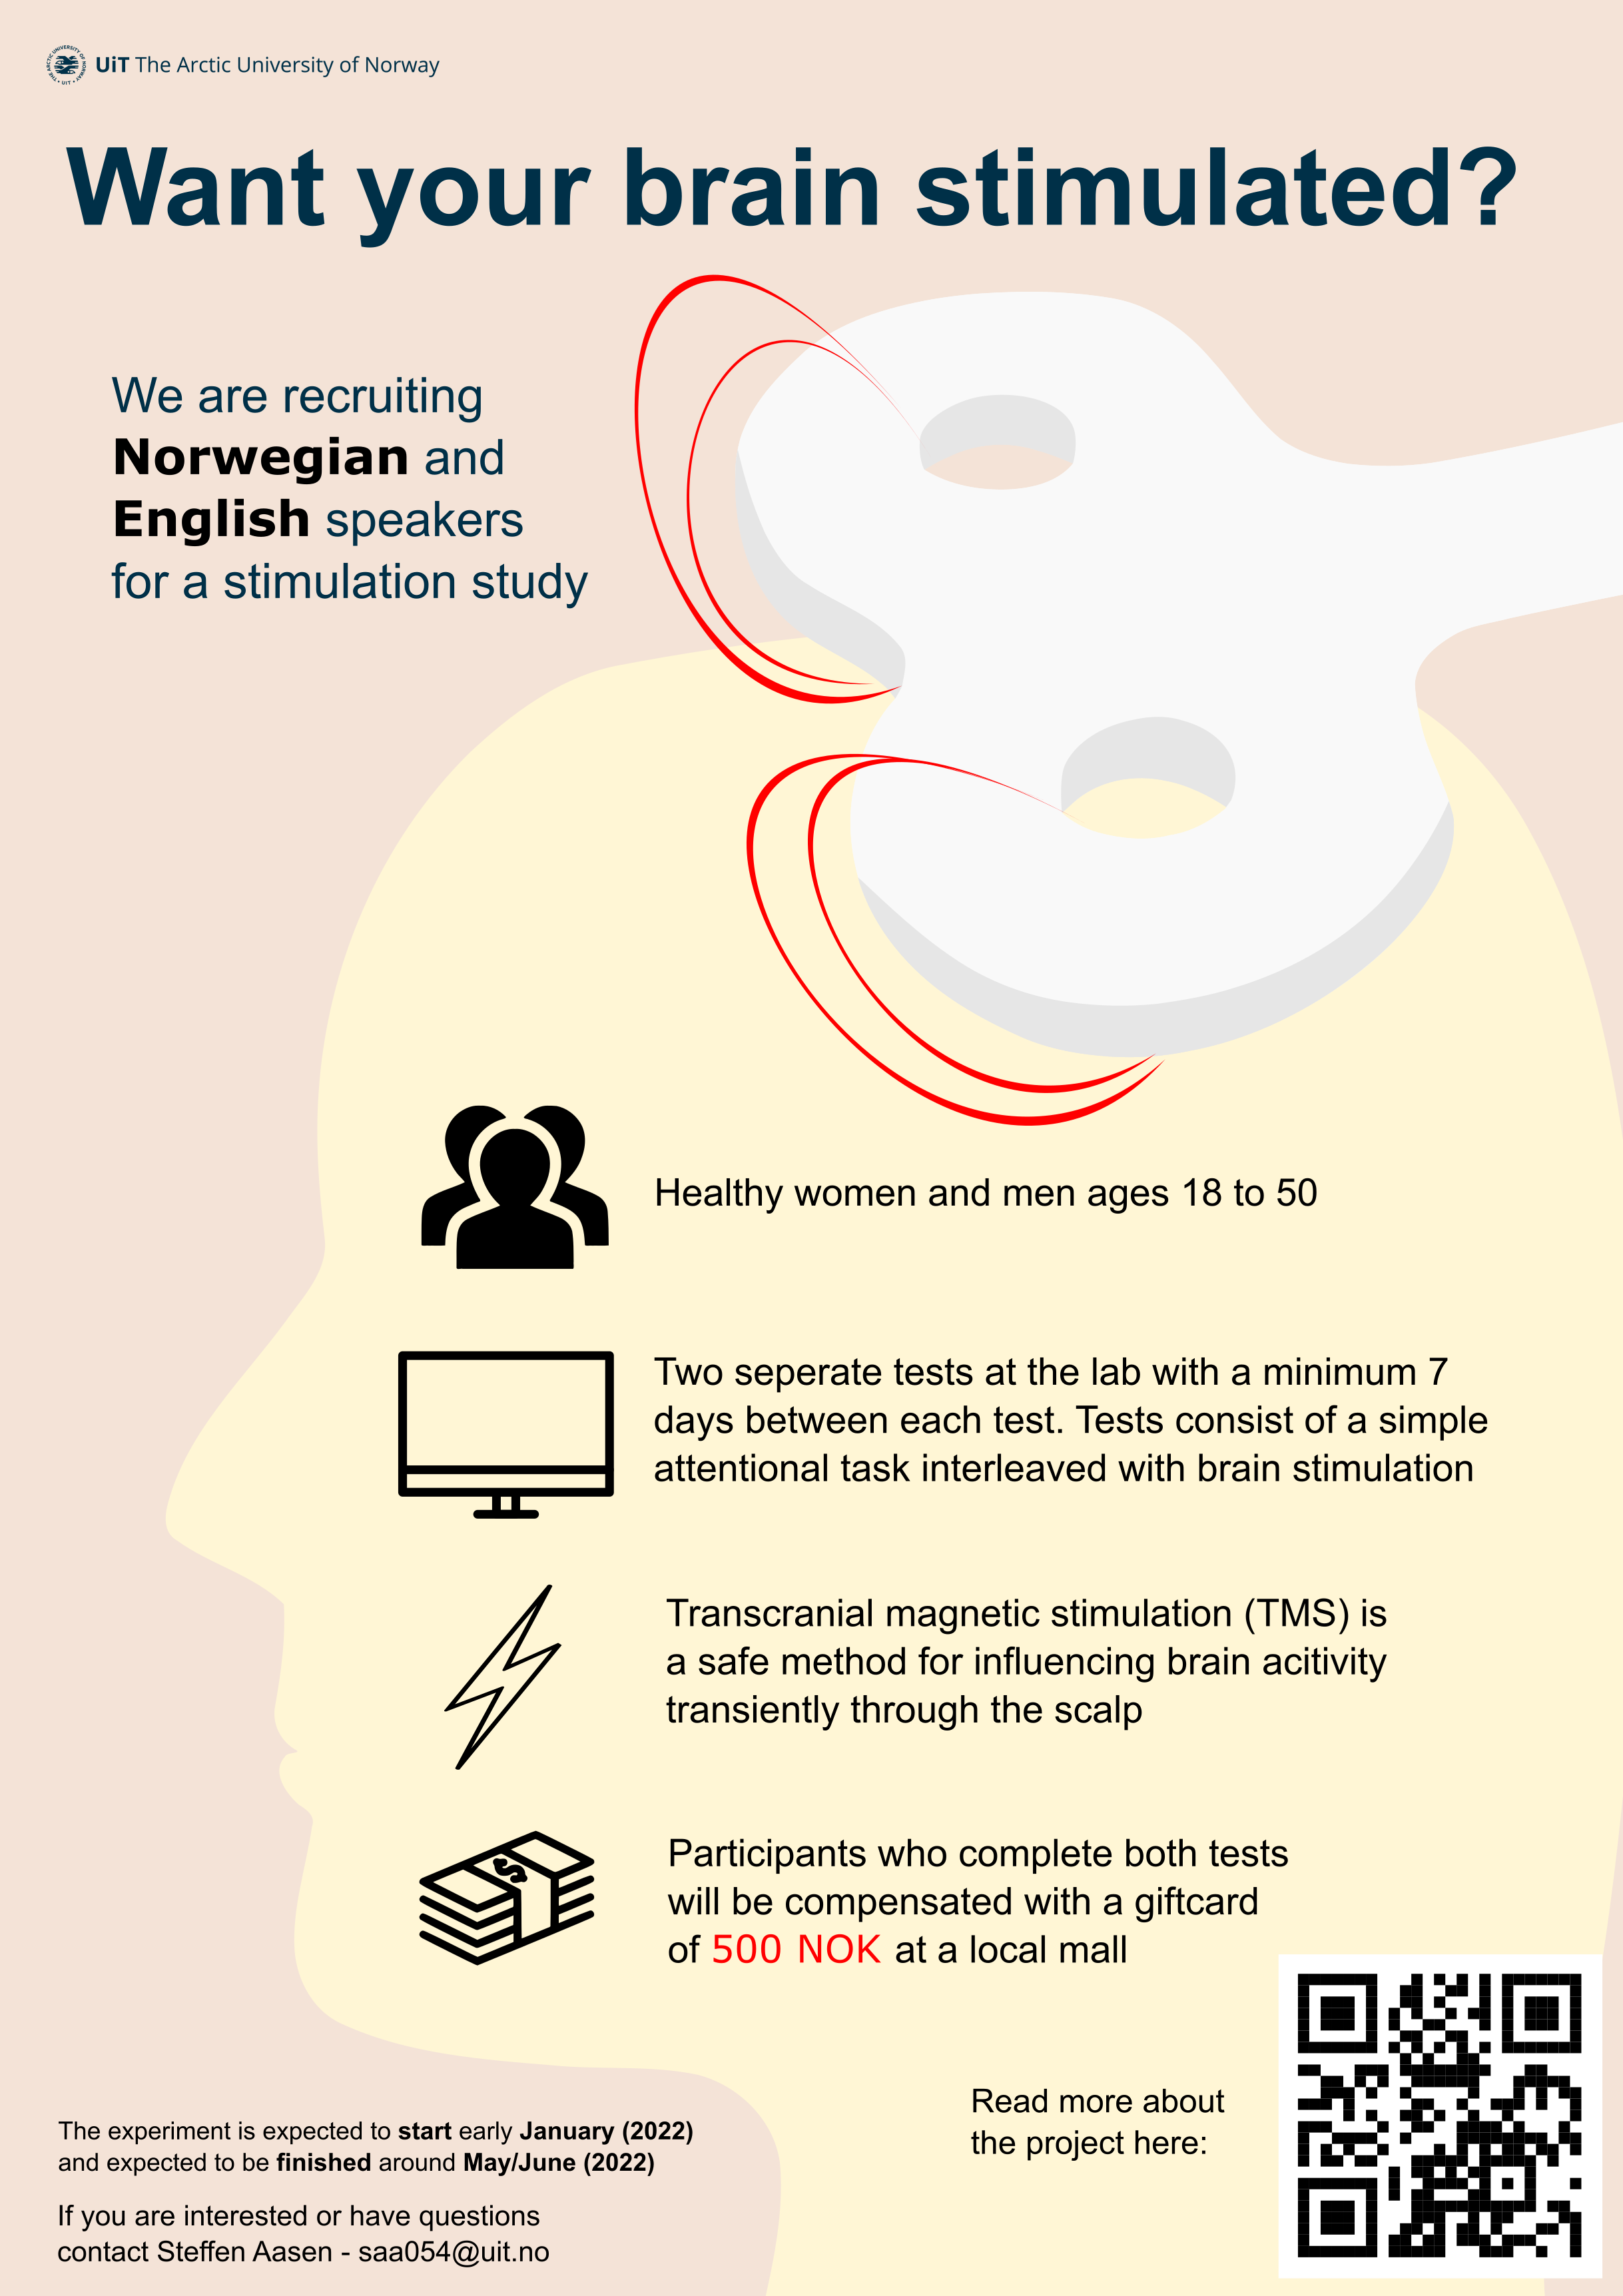 UiT The Arctic University of Norway
Want your brain stimulated?
We are recruiting
Norwegian and
English speakers
for a stimulation study
Healthy women and men ages 18 to 50
Two seperate tests at the lab with a minimum 7
days between each test. Tests consist of a simple
attentional task interleaved with brain stimulation
Transcranial magnetic stimulation (TMS) is
a safe method for influencing brain acitivity
transiently through the scalp
Participants who complete both tests
will be compensated with a giftcard
of 500 NOK at a local mall
Read more about
the project here:
The experiment is expected to start early January (2022)
and expected to be finished around May/June (2022)
If you are interested or have questions
contact Steffen Aasen - saa054@uit.no